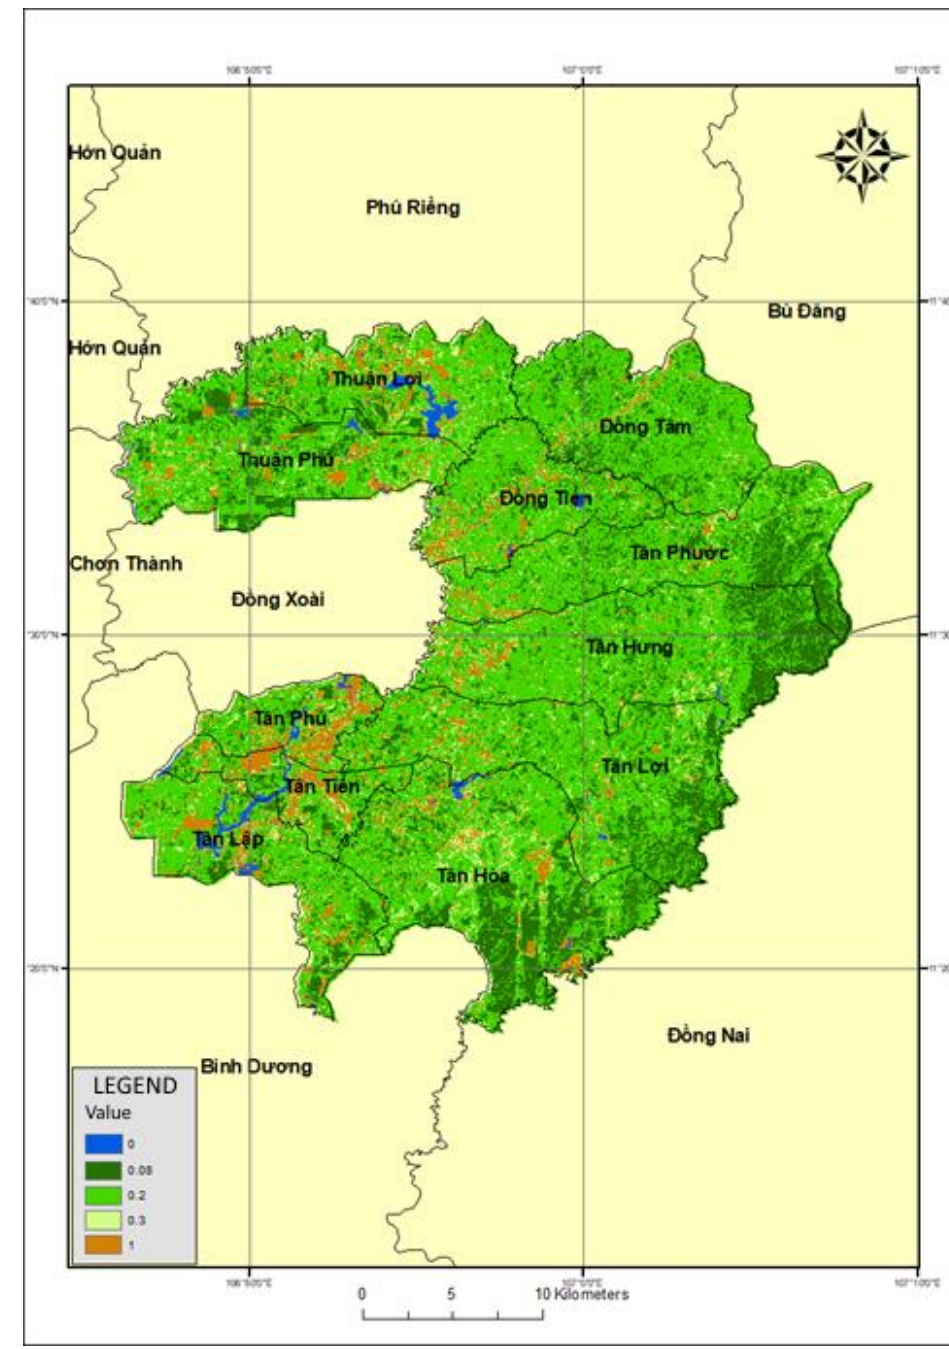 Hớn Quản
Phú Riềng
Bù Đăng
Hớn Quản
Thuận Lợi
Đồng Tâm
Thuận Phú
Đồng Tiến
Tân Phước
Chơn Thành
Đồng Xoài
Tân Hưng
Tân Phú
Tân Lợi
Tân Tiến
Tân Lập
Tân Hòa
Đồng Nai
Bình Dương
LEGEND
Value
0
0.08
0.2
0.3
1
0 5 10 Kilometers